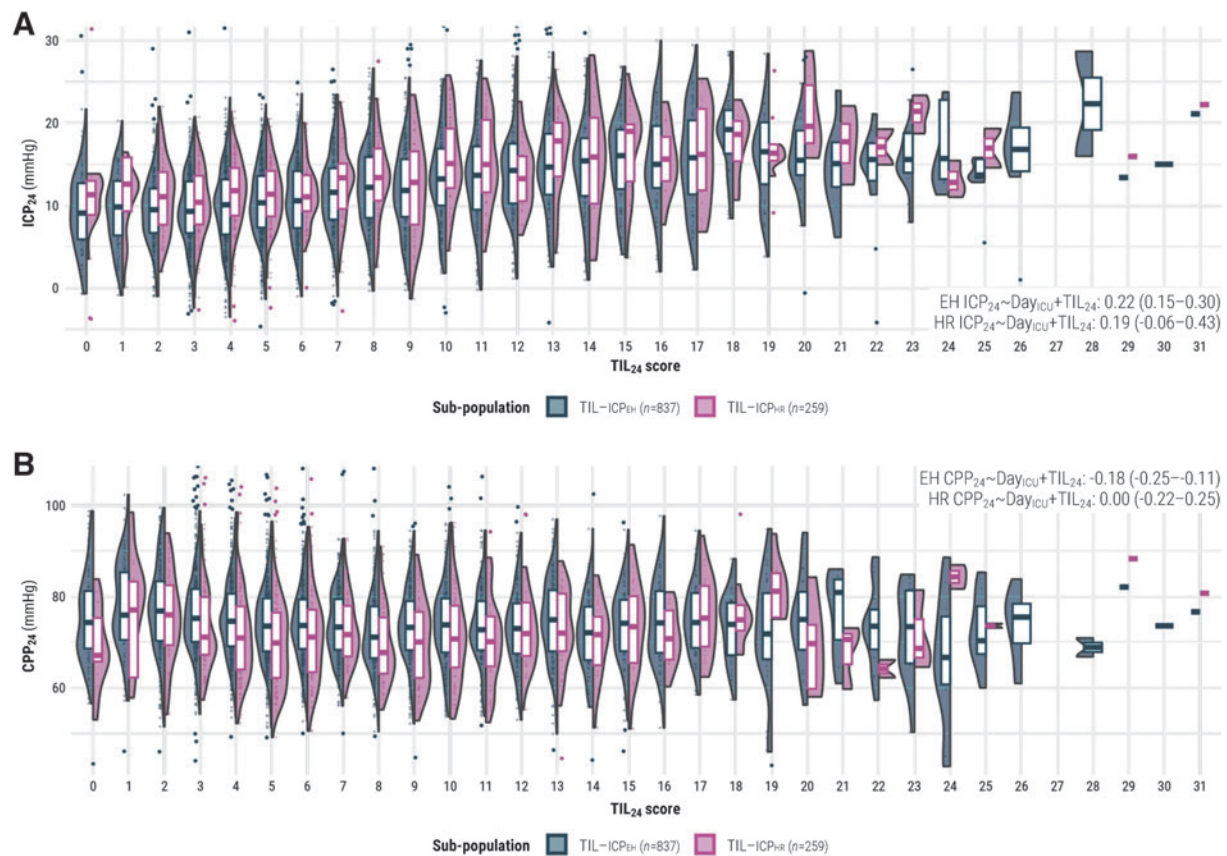 A
ICP24 (mmHg)
30
20
10
0
EH ICP24~DayICU+TIL24: 0.22 (0.15–0.30)
HR ICP24~DayICU+TIL24: 0.19 (-0.06–0.43)
0 1 2 3 4 5 6 7 8 9 10 11 12 13 14 15 16 17 18 19 20 21 22 23 24 25 26 27 28 29 30 31
TIL24 score
Sub-population TIL–ICPEH (n=837) TIL–ICPHR (n=259)
B
CPP24 (mmHg)
EH CPP24~DayICU+TIL24: -0.18 (-0.25–-0.11)
HR CPP24~DayICU+TIL24: 0.00 (-0.22–0.25)
100
80
60
0 1 2 3 4 5 6 7 8 9 10 11 12 13 14 15 16 17 18 19 20 21 22 23 24 25 26 27 28 29 30 31
TIL24 score
Sub-population TIL–ICPEH (n=837) TIL–ICPHR (n=259)